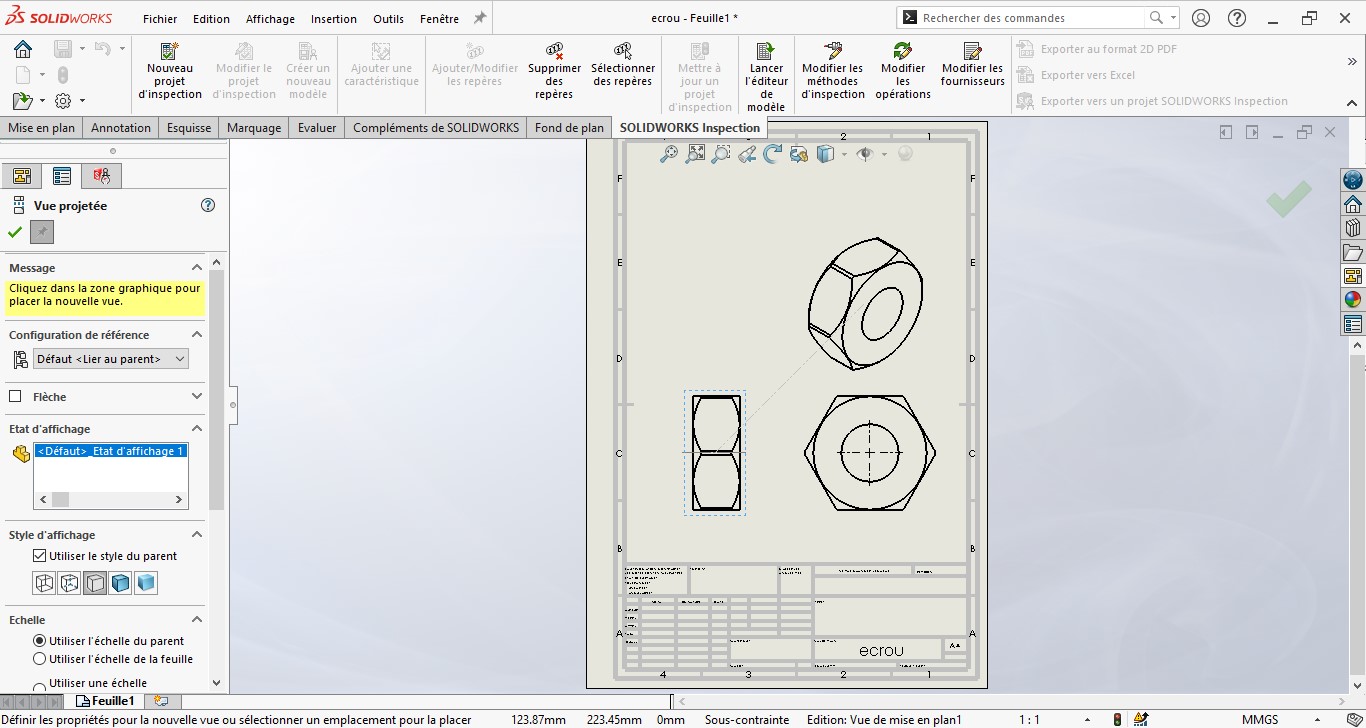 SOLIDWORKS
Fichier Edition Affichage Insertion Outils Fenêtre
ecrou - Feuille1 *
Rechercher des commandes
Nouveau projet d'inspection
Modifier le projet d'inspection
Créer un nouveau modèle
Ajouter une caractéristique
Ajouter/Modifier les repères
Supprimer des repères
Sélectionner des repères
Mettre à jour un projet d'inspection
Lancer l'éditeur de modèle
Modifier les méthodes d'inspection
Modifier les opérations
Modifier les fournisseurs
Exporter au format 2D PDF
Exporter vers Excel
Exporter vers un projet SOLIDWORKS Inspection
Mise en plan Annotation Esquisse Marquage Evaluer Compléments de SOLIDWORKS Fond de plan SOLIDWORKS Inspection
Vue projetée
Message
Cliquez dans la zone graphique pour
placer la nouvelle vue.
Configuration de référence
Défaut <Lier au parent>
Flèche
Etat d'affichage
<Défaut>_Etat d'affichage 1
Style d'affichage
Utiliser le style du parent
Echelle
Utiliser l'échelle du parent
Utiliser l'échelle de la feuille
Utiliser une échelle
2 1
F F
E E
D D
C C
B B
A A
ecrou
A4
4 3 2 1
Feuille1
Définir les propriétés pour la nouvelle vue ou sélectionner un emplacement pour la placer 123.87mm 223.45mm 0mm Sous-contrainte Edition: Vue de mise en plan1 1 : 1 MMGS